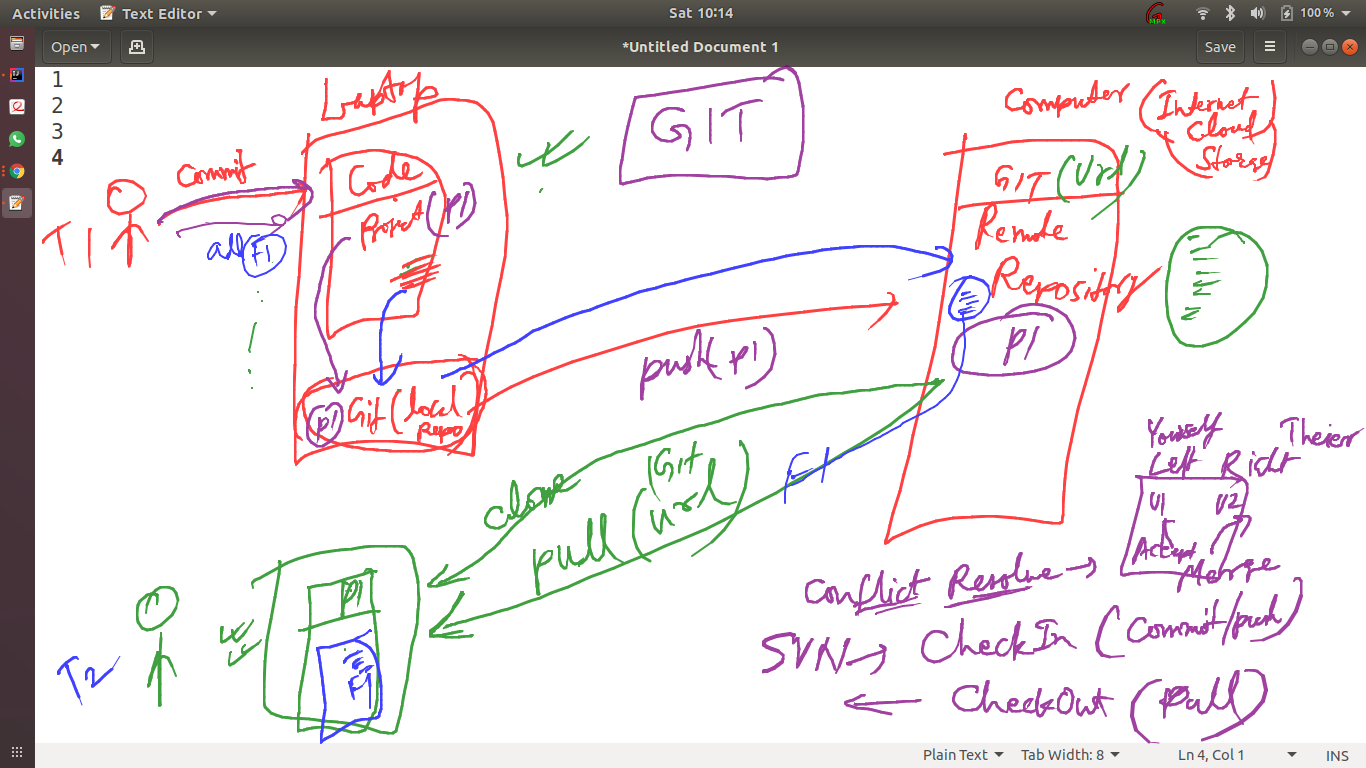 Activities Text Editor Sat 10:14 100%
Open *Untitled Document 1 Save
1
2
3
4
Laptop
GIT
Computer (Internet
Cloud
Storage)
Commit
Code
GIT (Url)
T1
Project (P1)
add F1
Remote
Repository
P1
push(p1)
P1 Git (local
Repo
Yourself Theirr
Left Right
V1 V2
Accept
Merge
clone
(Git
pull (Url)
F1
Conflict Resolve →
P1
SVN → CheckIn (Commit/push)
T2
F1
← CheckOut (Pull)
Plain Text Tab Width: 8 Ln 4, Col 1 INS